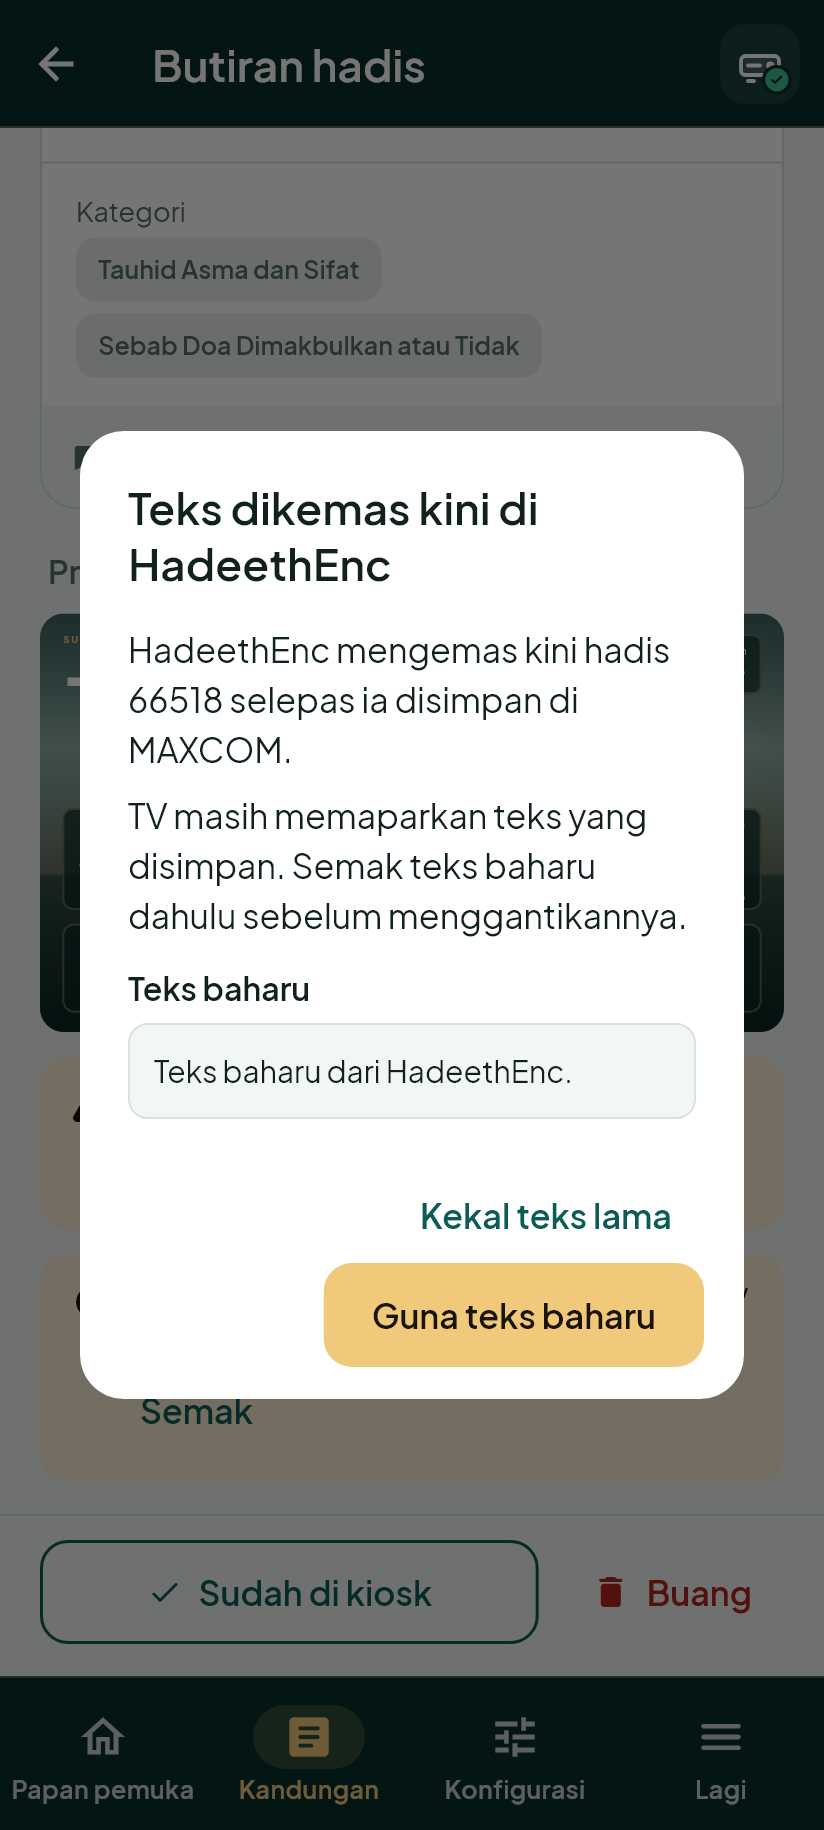 Butiran hadis
Kategori
Tauhid Asma dan Sifat
Sebab Doa Dimakbulkan atau Tidak
Teks dikemas kini di
HadeethEnc
HadeethEnc mengemas kini hadis
66518 selepas ia disimpan di
MAXCOM.
TV masih memaparkan teks yang
disimpan. Semak teks baharu
dahulu sebelum menggantikannya.
Teks baharu
Teks baharu dari HadeethEnc.
Kekal teks lama
Guna teks baharu
Semak
Sudah di kiosk
Buang
Papan pemuka
Kandungan
Konfigurasi
Lagi